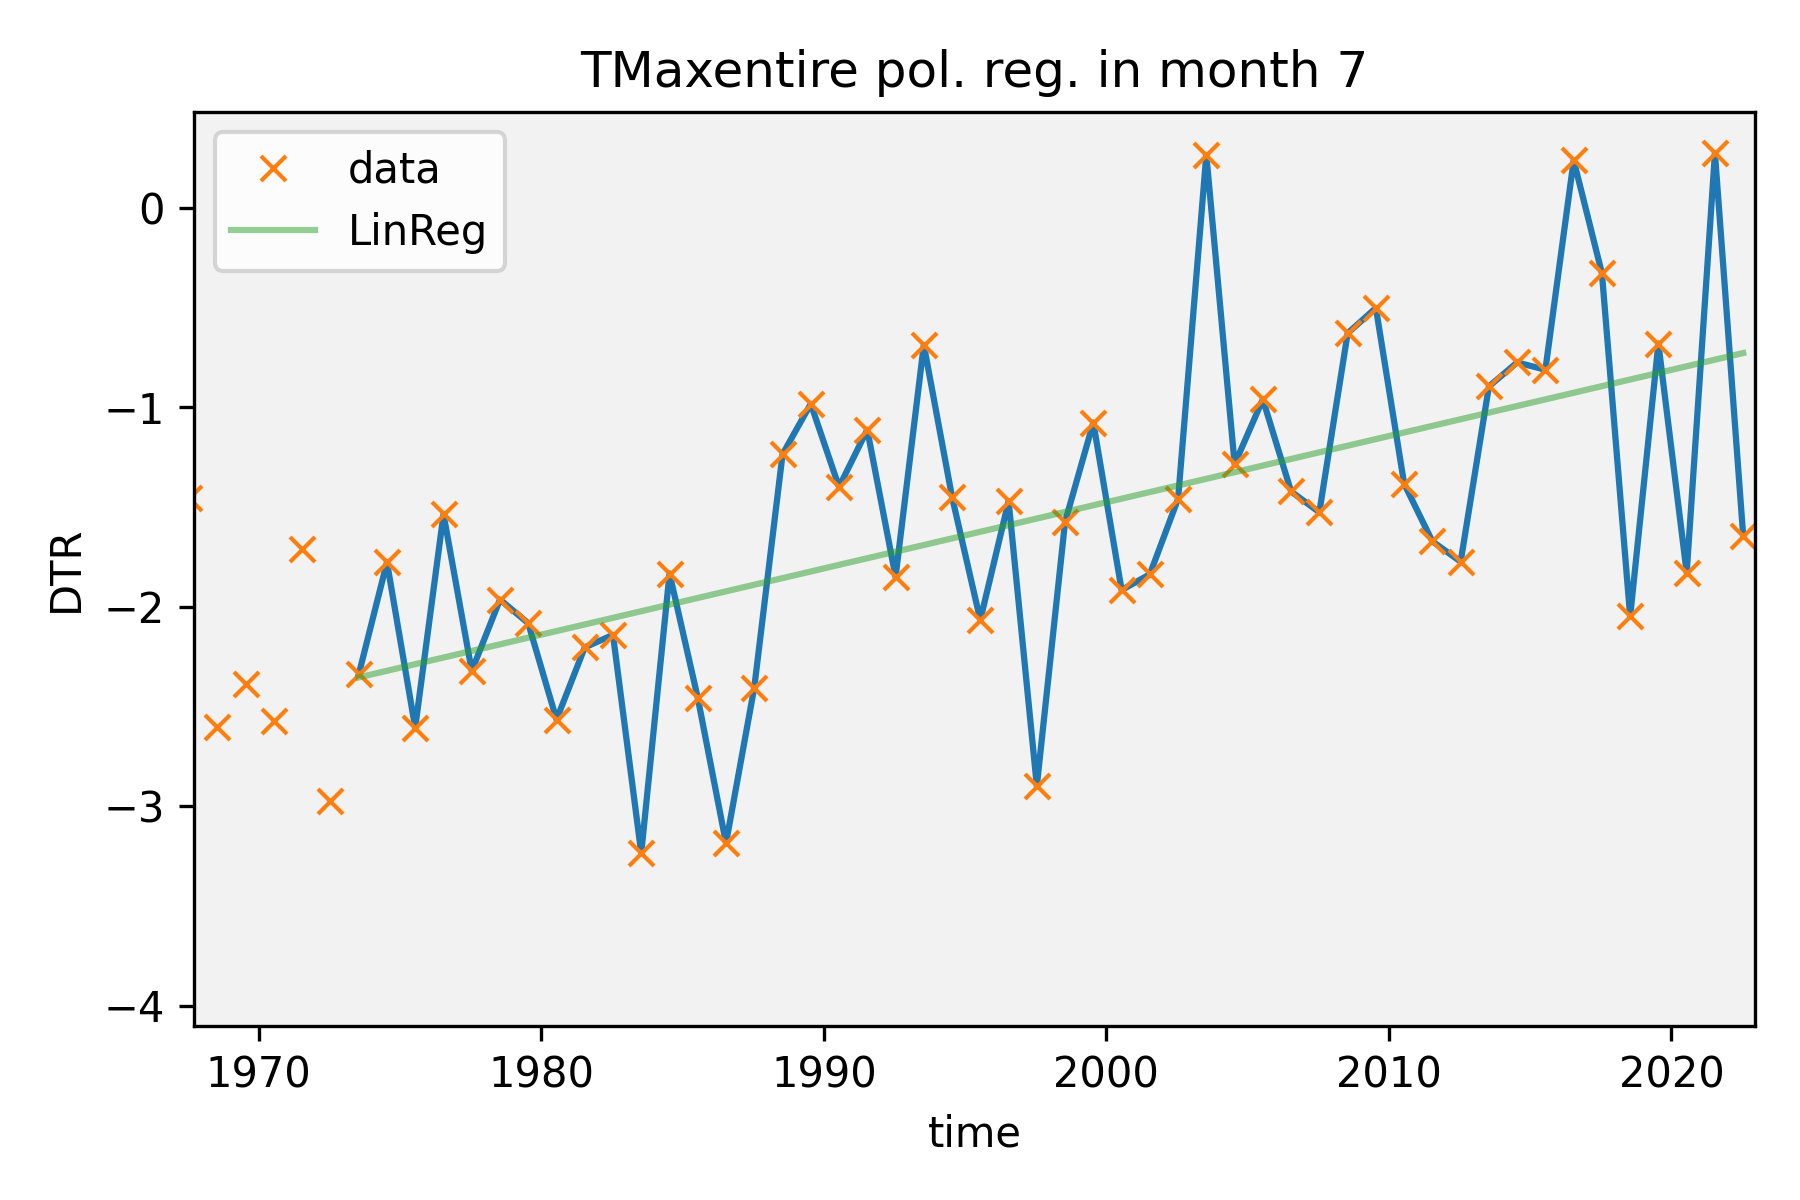 TMaxentire pol. reg. in month 7
data
LinReg
0
−1
−2
−3
−4
DTR
1970 1980 1990 2000 2010 2020
time